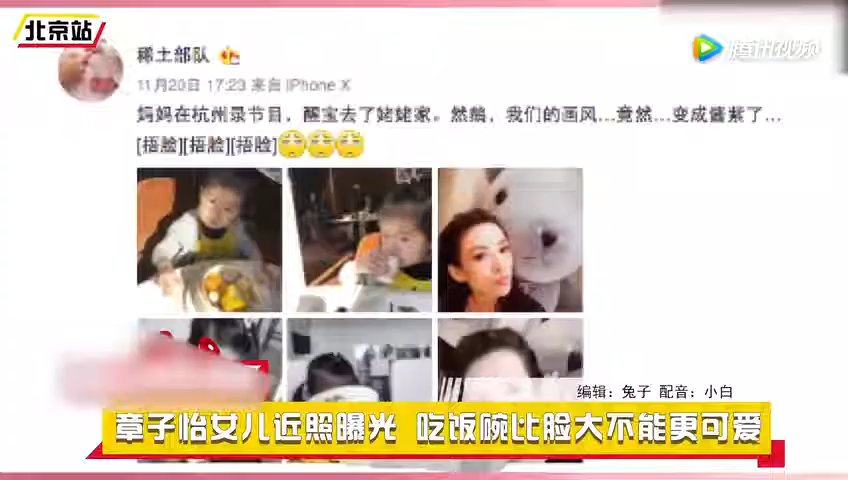 北京站
腾讯视频
稀土部队
11月20日 17:23 来自 iPhone X
妈妈在杭州录节目，醒宝去了姥姥家。然鹅，我们的画风...竟然...变成酱紫了...
[捂脸][捂脸][捂脸]
编辑：兔子 配音：小白
章子怡女儿近照曝光 吃饭碗比脸大不能更可爱